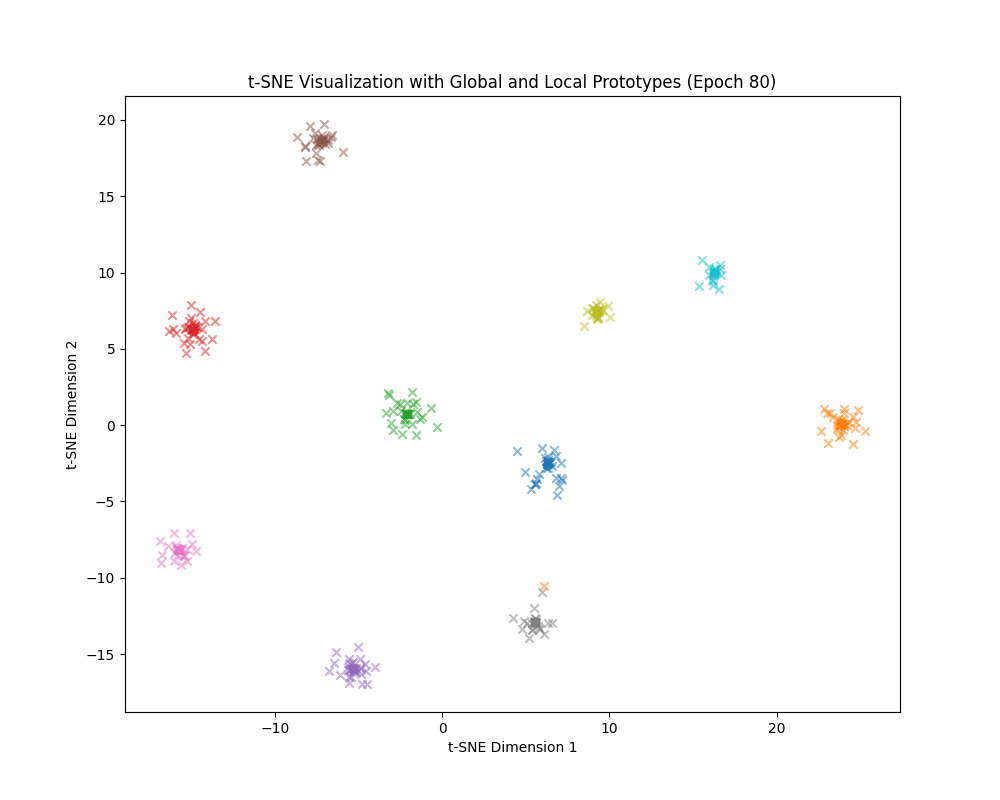 t-SNE Visualization with Global and Local Prototypes (Epoch 80)
20
15
10
5
0
−5
−10
−15
t-SNE Dimension 2
−10 0 10 20
t-SNE Dimension 1